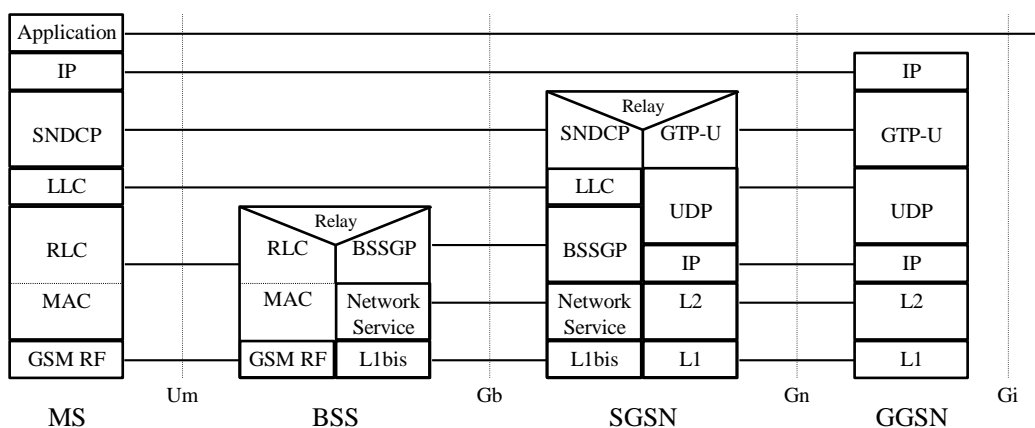 Application
IP
IP
Relay
SNDCP
SNDCP
GTP-U
GTP-U
LLC
LLC
UDP
UDP
Relay
RLC
RLC
BSSGP
BSSGP
IP
IP
MAC
MAC
Network
Service
Network
Service
L2
L2
GSM RF
GSM RF
L1bis
L1bis
L1
L1
Um
Gb
Gn
Gi
MS
BSS
SGSN
GGSN